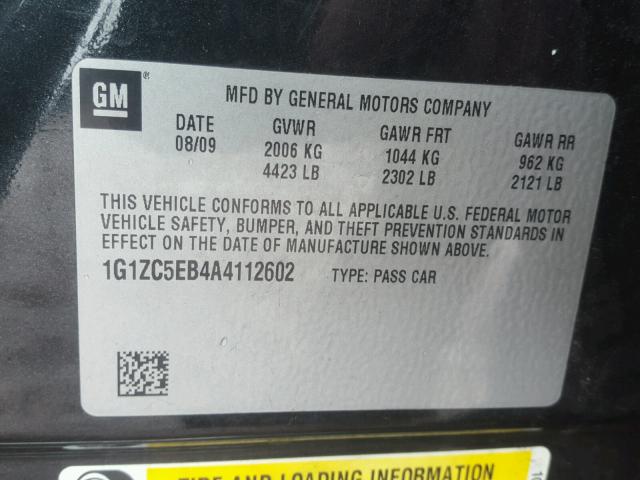 GM®
MFD BY GENERAL MOTORS COMPANY
DATE GVWR GAWR FRT GAWR RR
08/09 2006 KG 1044 KG 962 KG
4423 LB 2302 LB 2121 LB
THIS VEHICLE CONFORMS TO ALL APPLICABLE U.S. FEDERAL MOTOR
VEHICLE SAFETY, BUMPER, AND THEFT PREVENTION STANDARDS IN
EFFECT ON THE DATE OF MANUFACTURE SHOWN ABOVE.
1G1ZC5EB4A4112602 TYPE: PASS CAR
TIRE AND LOADING INFORMATION